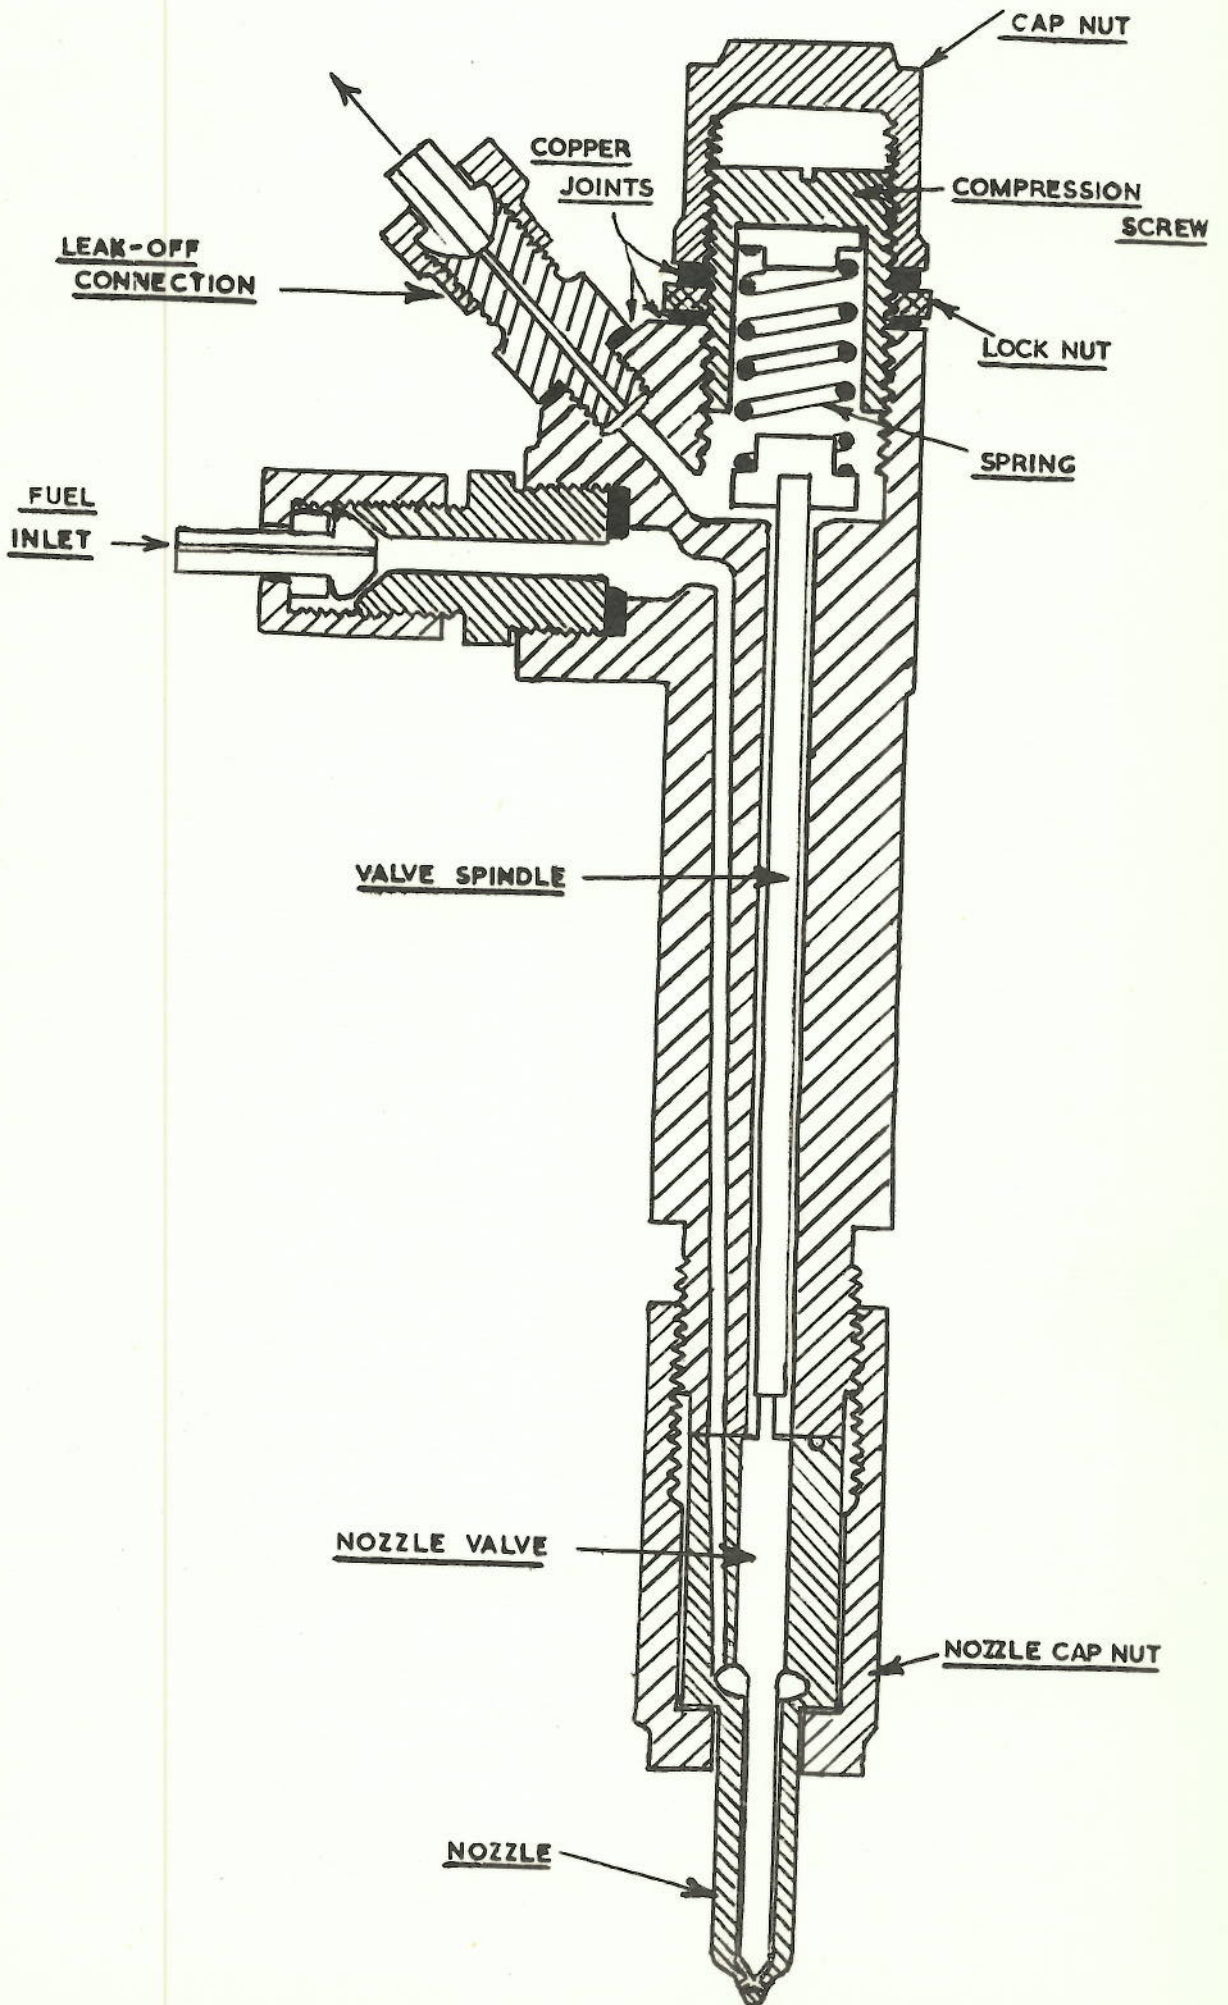 CAP NUT
COPPER
JOINTS
COMPRESSION
SCREW
LEAK-OFF
CONNECTION
LOCK NUT
SPRING
FUEL
INLET
VALVE SPINDLE
NOZZLE VALVE
NOZZLE CAP NUT
NOZZLE